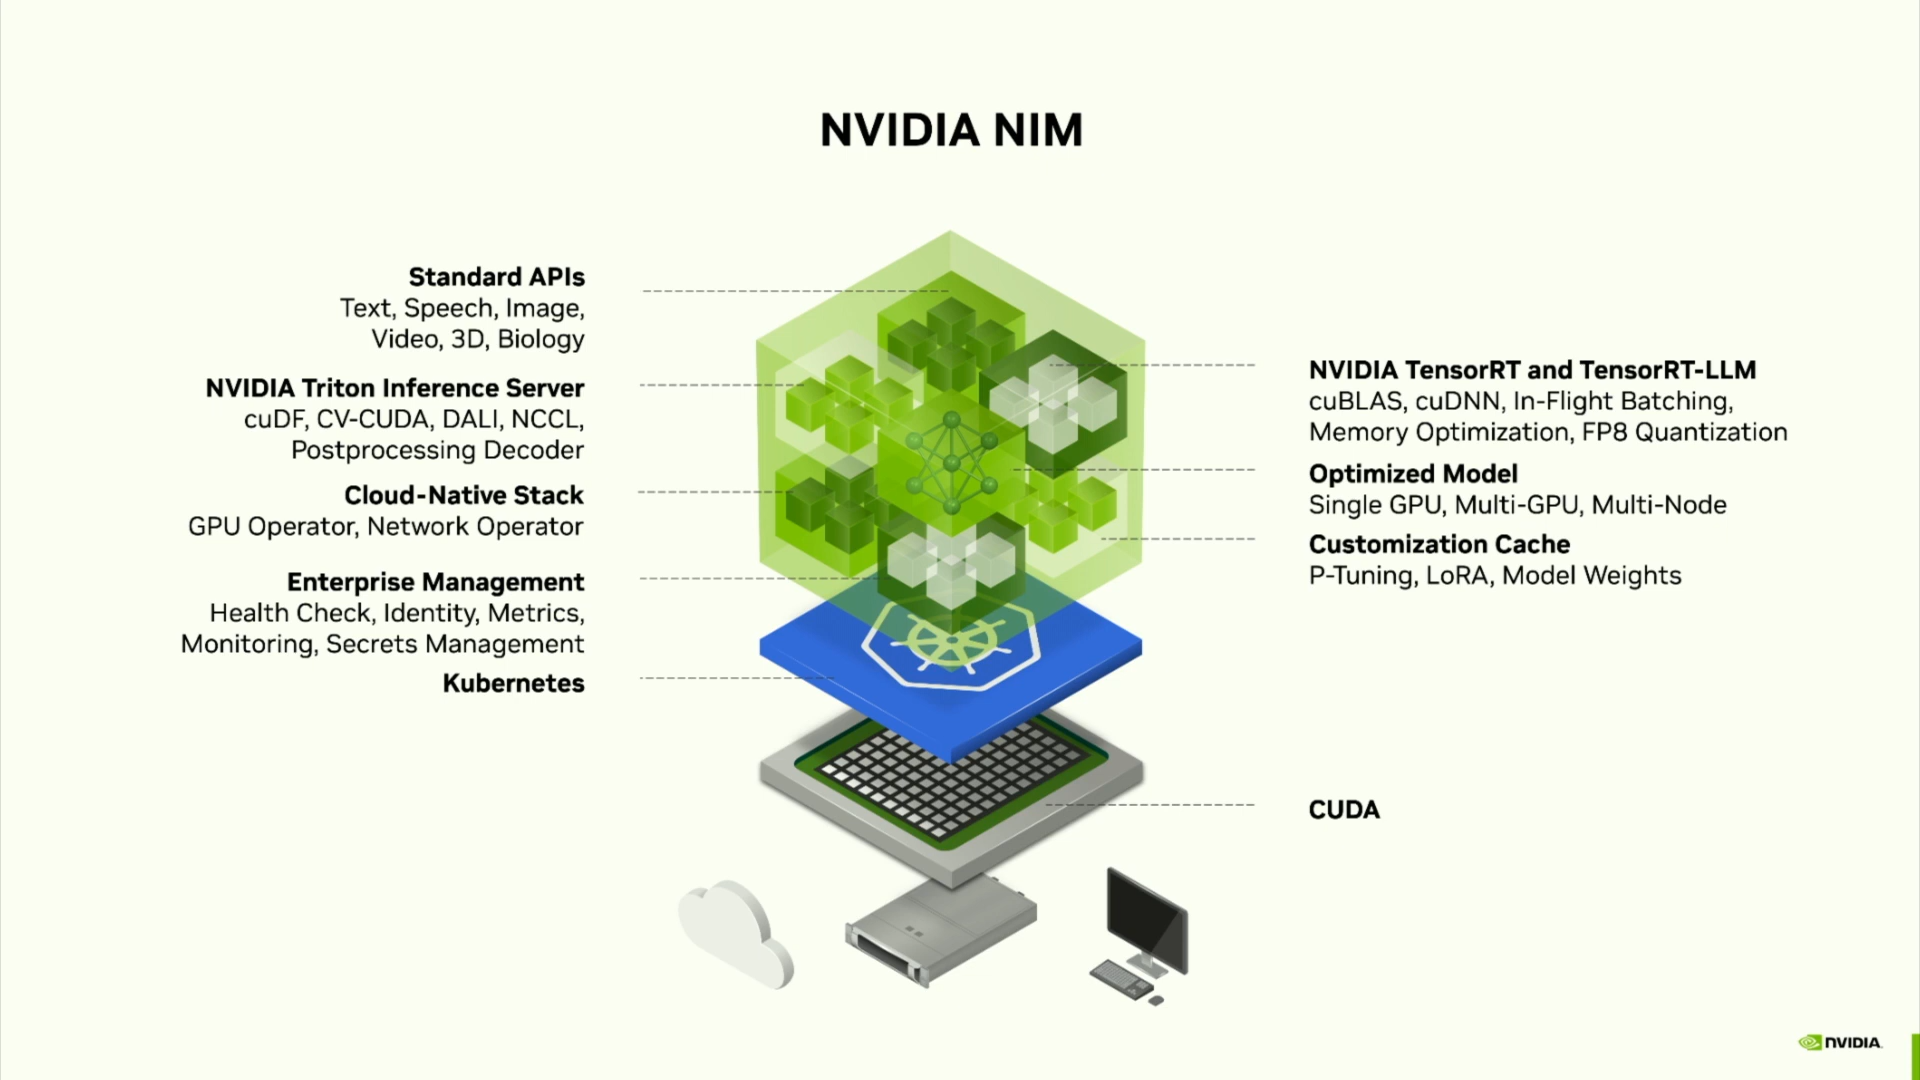 NVIDIA NIM
Standard APIs
Text, Speech, Image,
Video, 3D, Biology
NVIDIA Triton Inference Server
cuDF, CV-CUDA, DALI, NCCL,
Postprocessing Decoder
Cloud-Native Stack
GPU Operator, Network Operator
Enterprise Management
Health Check, Identity, Metrics,
Monitoring, Secrets Management
Kubernetes
NVIDIA TensorRT and TensorRT-LLM
cuBLAS, cuDNN, In-Flight Batching,
Memory Optimization, FP8 Quantization
Optimized Model
Single GPU, Multi-GPU, Multi-Node
Customization Cache
P-Tuning, LoRA, Model Weights
CUDA
NVIDIA.